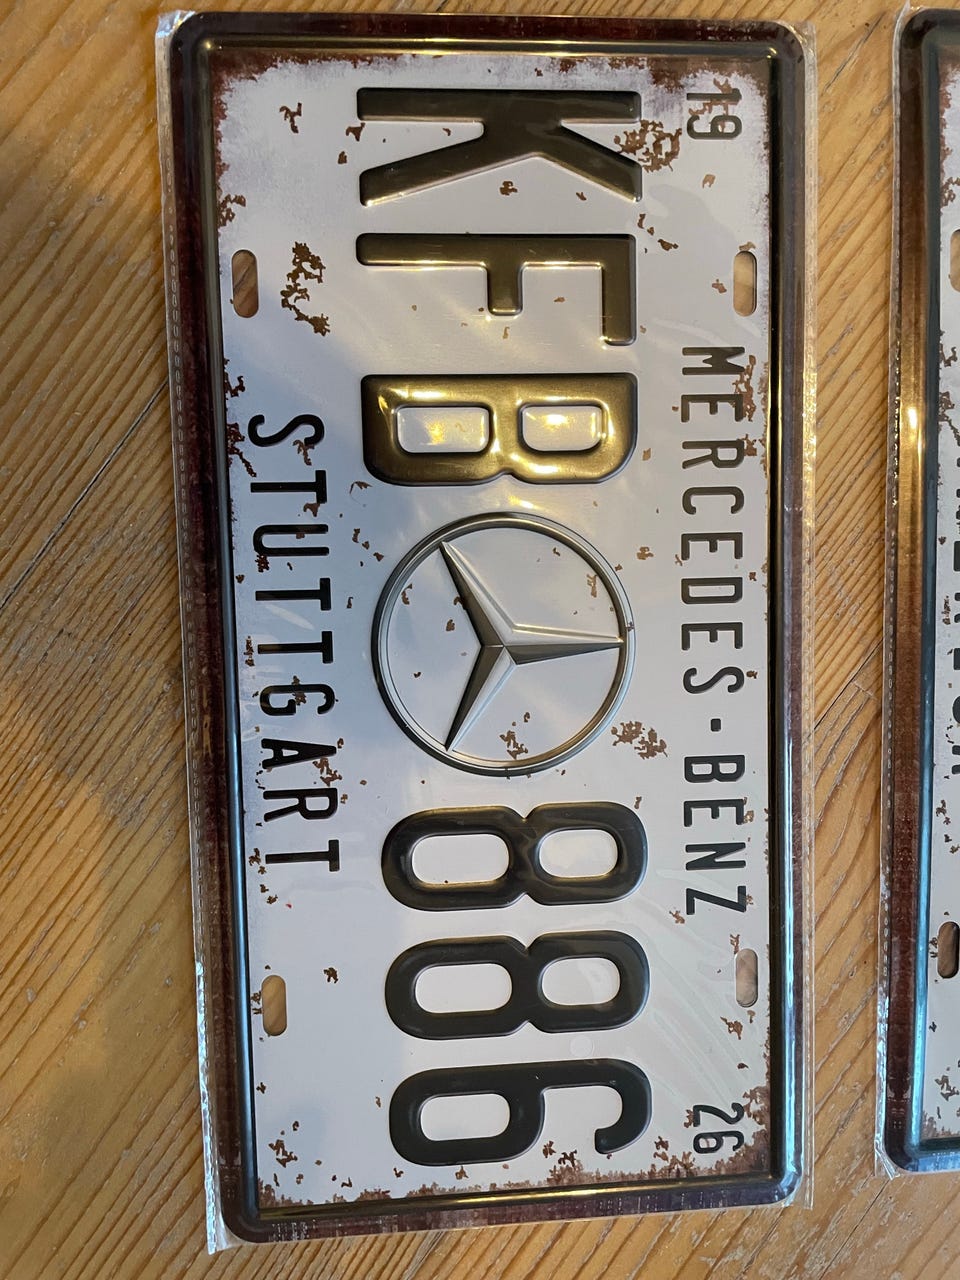 19 MERCEDES-BENZ 26
KFB 886
STUTTGART